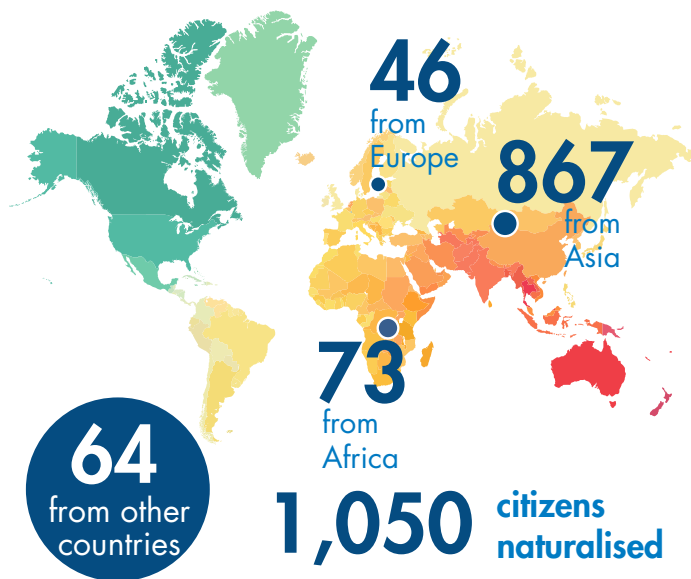 46
from
Europe
867
from
Asia
73
from
Africa
64
from other
countries
1,050 citizens
naturalised